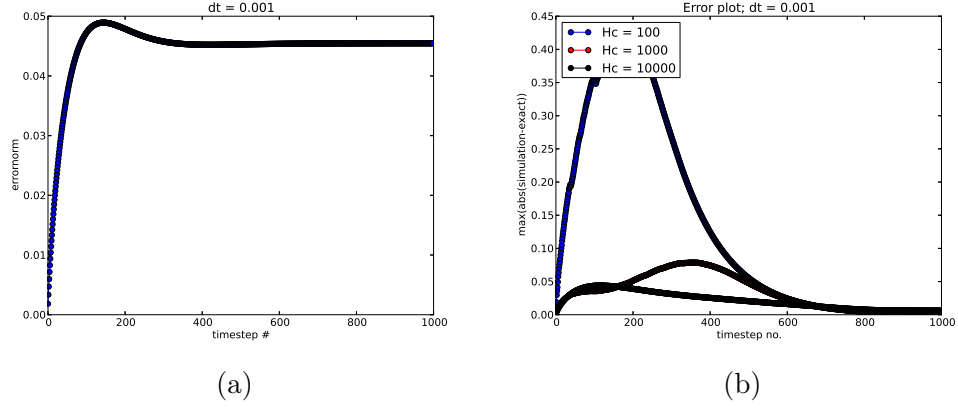 dt = 0.001
0.05
0.04
0.03
0.02
0.01
0.00
errornorm
0 200 400 600 800 1000
timestep #
(a)
Error plot; dt = 0.001
0.45
0.40
0.35
0.30
0.25
0.20
0.15
0.10
0.05
0.00
max(abs(simulation-exact))
Hc = 100
Hc = 1000
Hc = 10000
0 200 400 600 800 1000
timestep no.
(b)